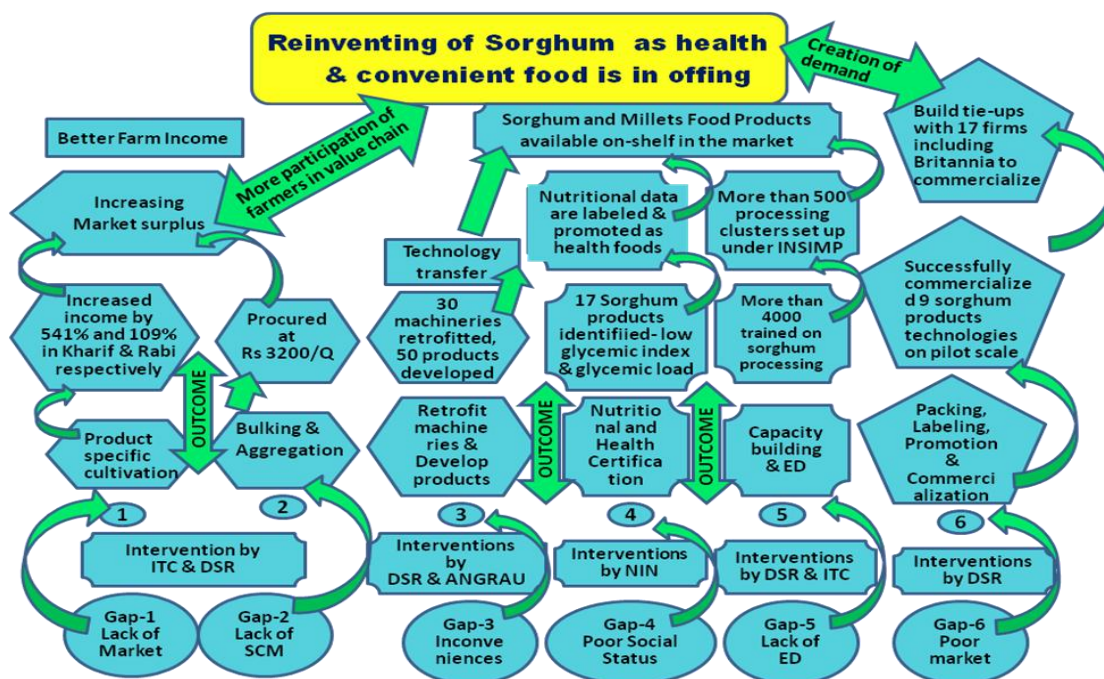 Reinventing of Sorghum as health
& convenient food is in offing
Creation of
demand
More participation of
farmers in value chain
Better Farm Income
Sorghum and Millets Food Products
available on-shelf in the market
Build tie-ups
with 17 firms
including
Britannia to
commercialize
Increasing
Market surplus
Nutritional data
are labeled &
promoted as
health foods
More than 500
processing
clusters set up
under INSIMP
Technology
transfer
Increased
income by
541% and 109%
in Kharif & Rabi
respectively
Procured
at
Rs 3200/Q
30
machineries
retrofitted,
50 products
developed
17 Sorghum
products
identifiied- low
glycemic index
& glycemic load
More than
4000
trained on
sorghum
processing
Successfully
commercialize
d 9 sorghum
products
technologies
on pilot scale
OUTCOME
OUTCOME
OUTCOME
Product
specific
cultivation
Bulking &
Aggregation
Retrofit
machine
ries &
Develop
products
Nutritio
nal and
Health
Certifica
tion
Capacity
building
& ED
Packing,
Labeling,
Promotion
&
Commerci
alization
1
2
3
4
5
6
Intervention by
ITC & DSR
Interventions
by
DSR & ANGRAU
Interventions
by NIN
Interventions
by DSR & ITC
Interventions
by DSR
Gap-1
Lack of
Market
Gap-2
Lack of
SCM
Gap-3
Inconve
niences
Gap-4
Poor Social
Status
Gap-5
Lack of
ED
Gap-6
Poor
market